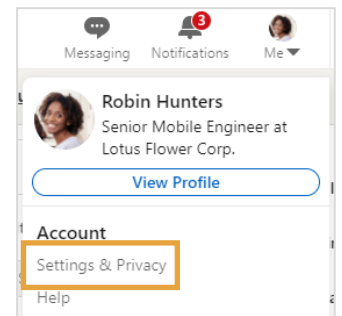 3
Messaging Notifications Me
Robin Hunters
Senior Mobile Engineer at
Lotus Flower Corp.
View Profile
Account
Settings & Privacy
Help